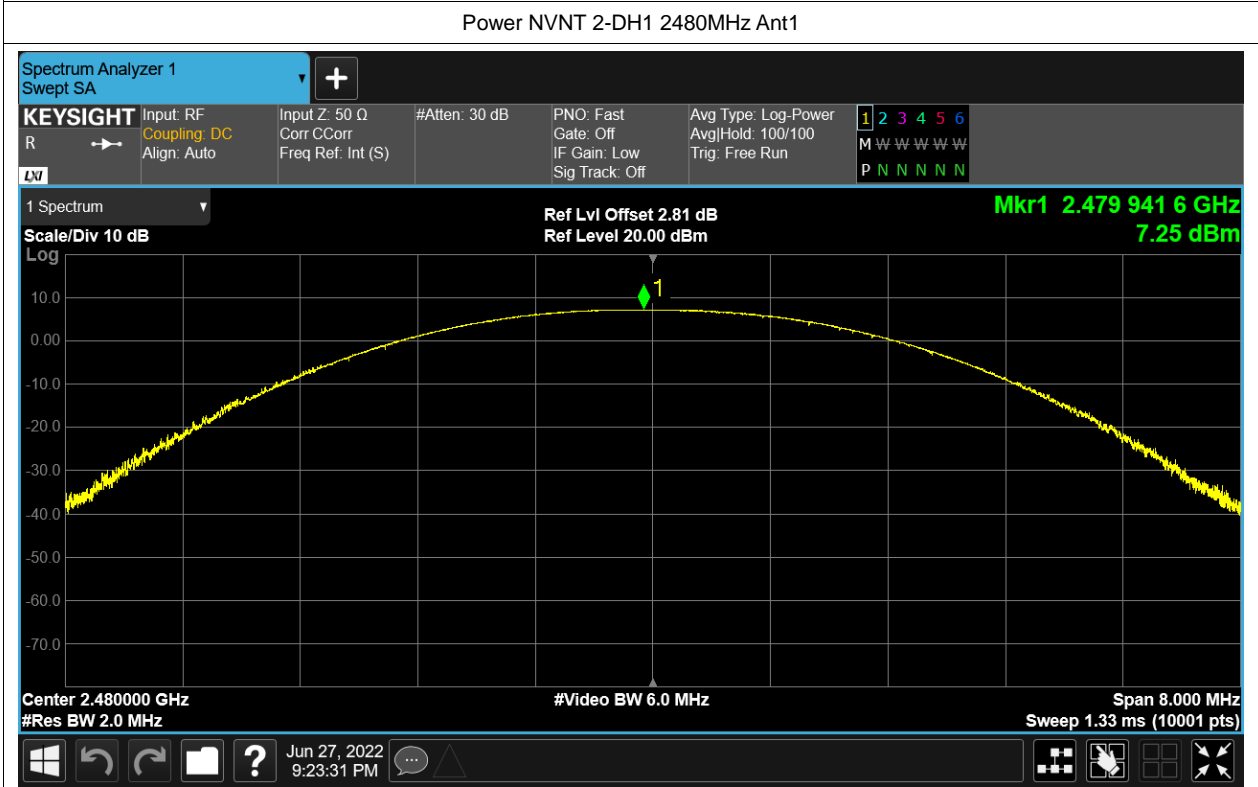 Power NVNT 2-DH1 2480MHz Ant1
Spectrum Analyzer 1
Swept SA
KEYSIGHT
R
LXI
Input: RF
Coupling: DC
Align: Auto
Input Z: 50 Ω
Corr CCorr
Freq Ref: Int (S)
#Atten: 30 dB
PNO: Fast
Gate: Off
IF Gain: Low
Sig Track: Off
Avg Type: Log-Power
Avg|Hold: 100/100
Trig: Free Run
1 2 3 4 5 6
M W W W W W
P N N N N N
1 Spectrum
Scale/Div 10 dB
Log
Ref Lvl Offset 2.81 dB
Ref Level 20.00 dBm
Mkr1 2.479 941 6 GHz
7.25 dBm
1
10.0
0.00
-10.0
-20.0
-30.0
-40.0
-50.0
-60.0
-70.0
Center 2.480000 GHz
#Res BW 2.0 MHz
#Video BW 6.0 MHz
Span 8.000 MHz
Sweep 1.33 ms (10001 pts)
Jun 27, 2022
9:23:31 PM